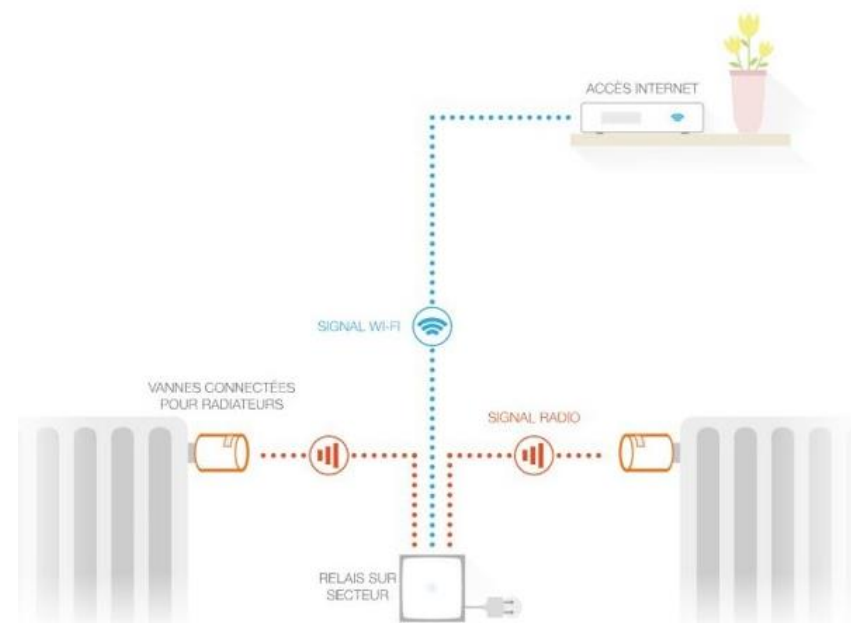 ACCÈS INTERNET
SIGNAL WI-FI
VANNES CONNECTÉES
POUR RADIATEURS
SIGNAL RADIO
RELAIS SUR
SECTEUR